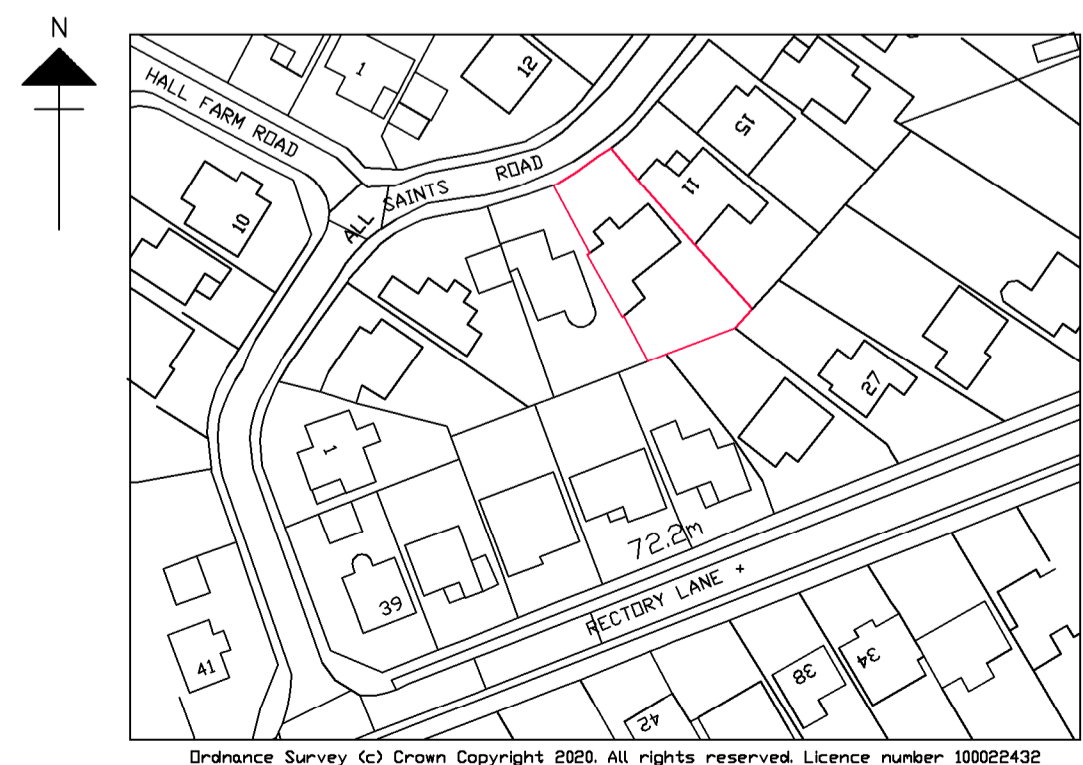 N
1
12
HALL FARM ROAD
15
ALL SAINTS ROAD
11
10
27
1
72.2m
39
RECTORY LANE +
41
38
34
42
Ordnance Survey (c) Crown Copyright 2020. All rights reserved. Licence number 100022432